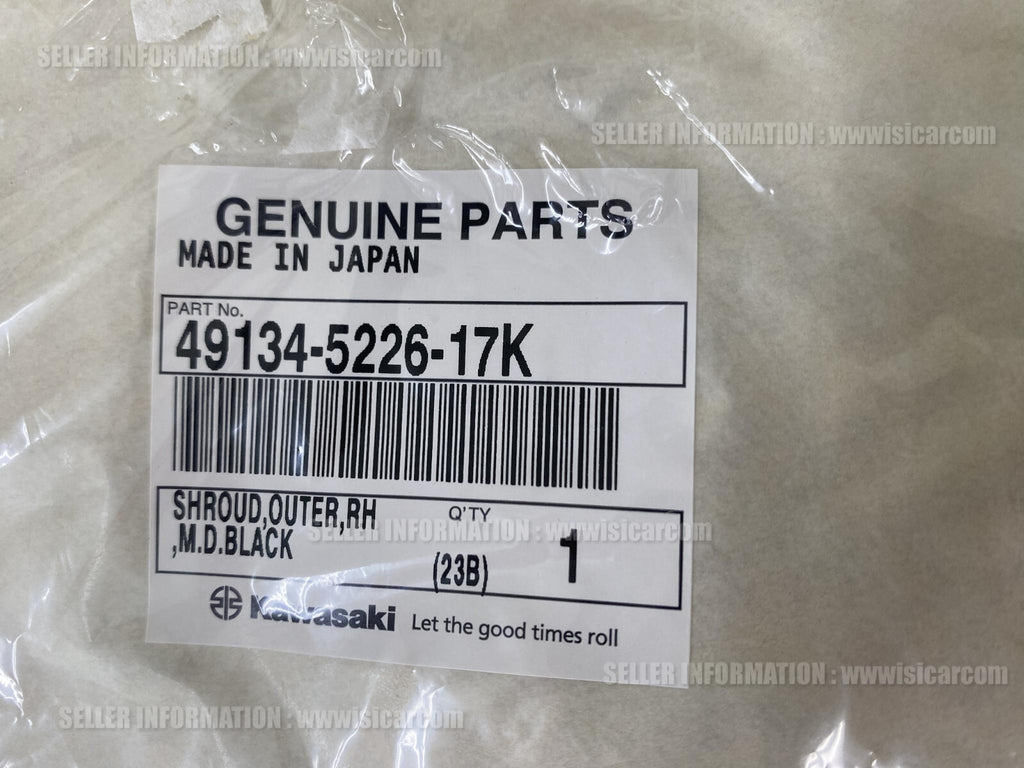 SELLER INFORMATION : wwwisicarcom
SELLER INFORMATION : wwwisicarcom
GENUINE PARTS
MADE IN JAPAN
PART No.
49134-5226-17K
SHROUD,OUTER,RH
,M.D.BLACK
Q'TY
(23B)
1
SELLER INFORMATION : wwwisicarcom
Kawasaki
Let the good times roll
SELLER INFORMATION : wwwisicarcom
SELLER INFORMATION : wwwisicarcom